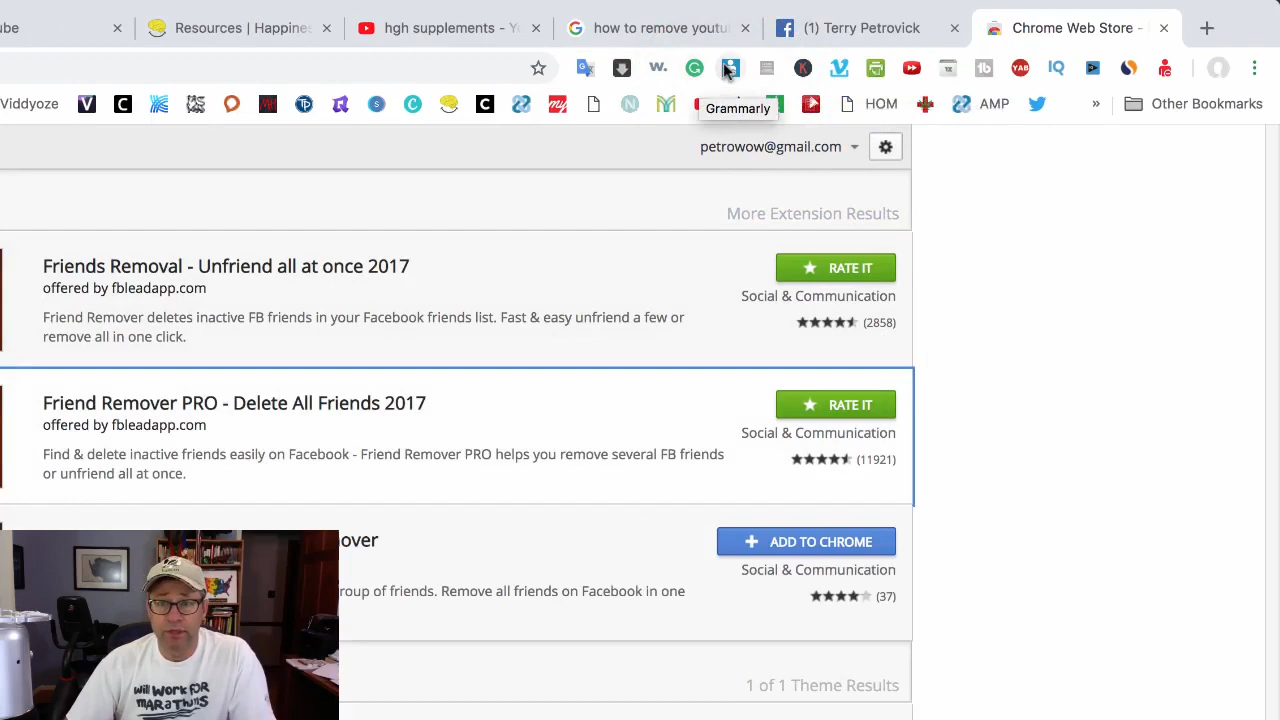 ube
Resources | Happines
hgh supplements - Yo
how to remove youtu
(1) Terry Petrovick
Chrome Web Store -
Viddyoze
HOM
AMP
»
Other Bookmarks
Grammarly
petrowow@gmail.com
More Extension Results
Friends Removal - Unfriend all at once 2017
offered by fbleadapp.com
Friend Remover deletes inactive FB friends in your Facebook friends list. Fast & easy unfriend a few or
remove all in one click.
RATE IT
Social & Communication
(2858)
Friend Remover PRO - Delete All Friends 2017
offered by fbleadapp.com
Find & delete inactive friends easily on Facebook - Friend Remover PRO helps you remove several FB friends
or unfriend all at once.
RATE IT
Social & Communication
(11921)
over
roup of friends. Remove all friends on Facebook in one
ADD TO CHROME
Social & Communication
(37)
1 of 1 Theme Results
Will WoRK FoR
MARAThoNS